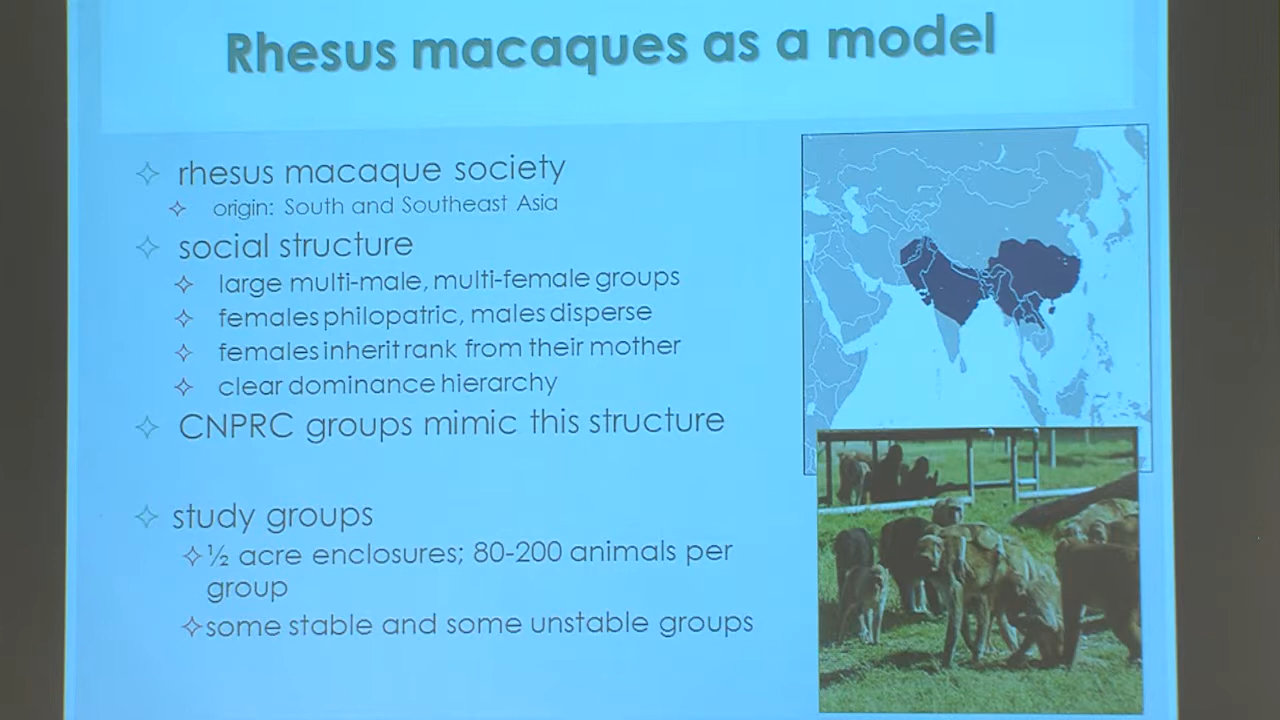 Rhesus macaques as a model
rhesus macaque society
origin: South and Southeast Asia
social structure
large multi-male, multi-female groups
females philopatric, males disperse
females inherit rank from their mother
clear dominance hierarchy
CNPRC groups mimic this structure
study groups
½ acre enclosures; 80-200 animals per
group
some stable and some unstable groups